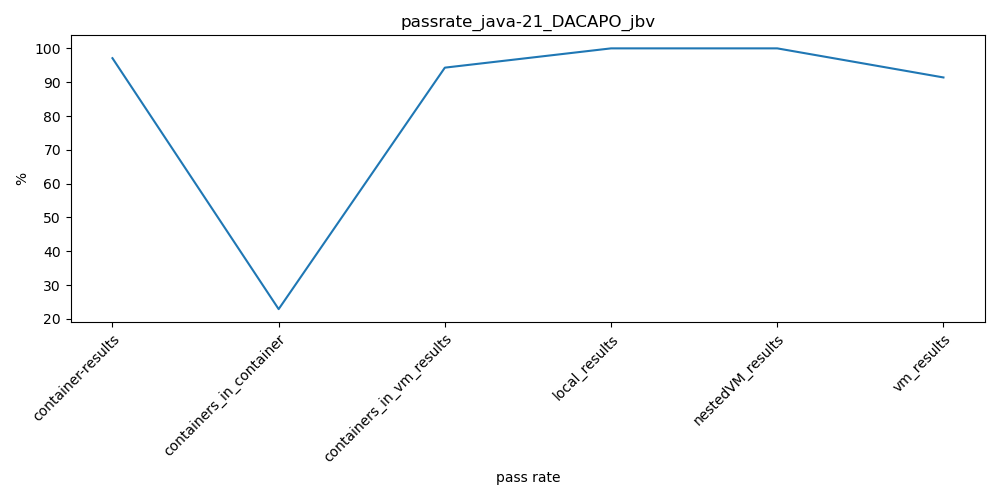 passrate_java-21_DACAPO_jbv
100
90
80
70
60
50
40
30
20
%
container-results
containers_in_container
containers_in_vm_results
local_results
nestedVM_results
vm_results
pass rate